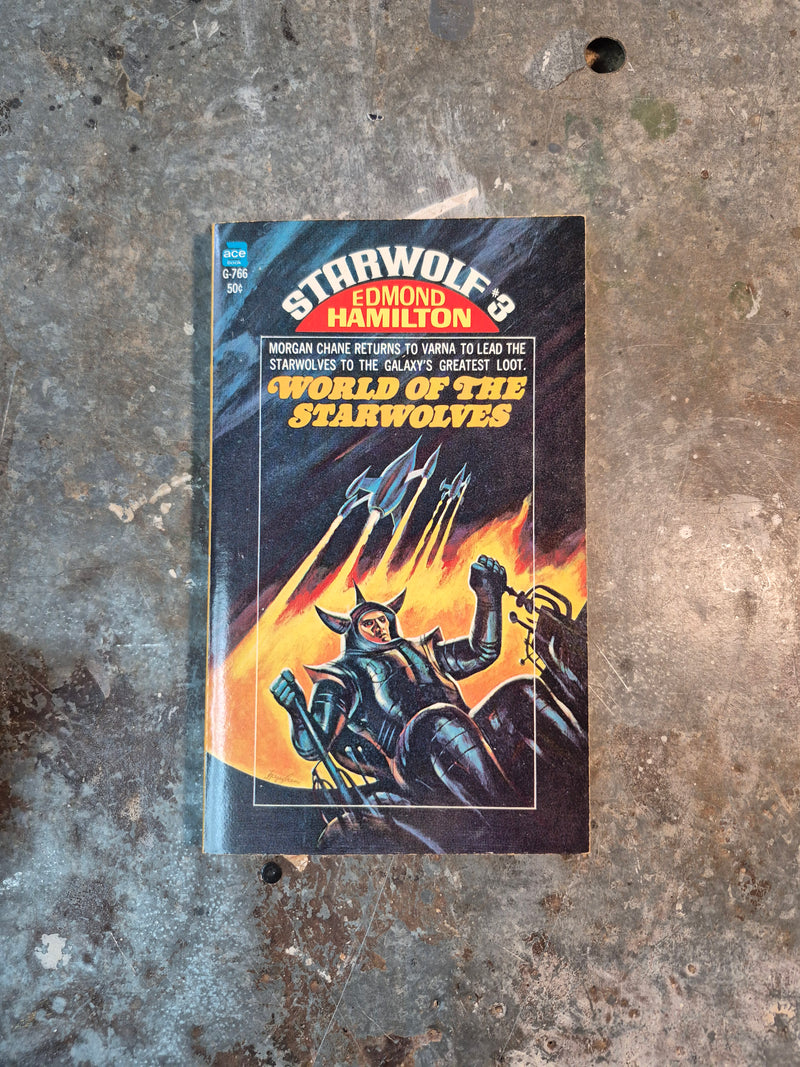 ace
book
G-766
50¢
STARWOLF #3
EDMOND
HAMILTON
MORGAN CHANE RETURNS TO VARNA TO LEAD THE
STARWOLVES TO THE GALAXY'S GREATEST LOOT.
WORLD OF THE
STARWOLVES